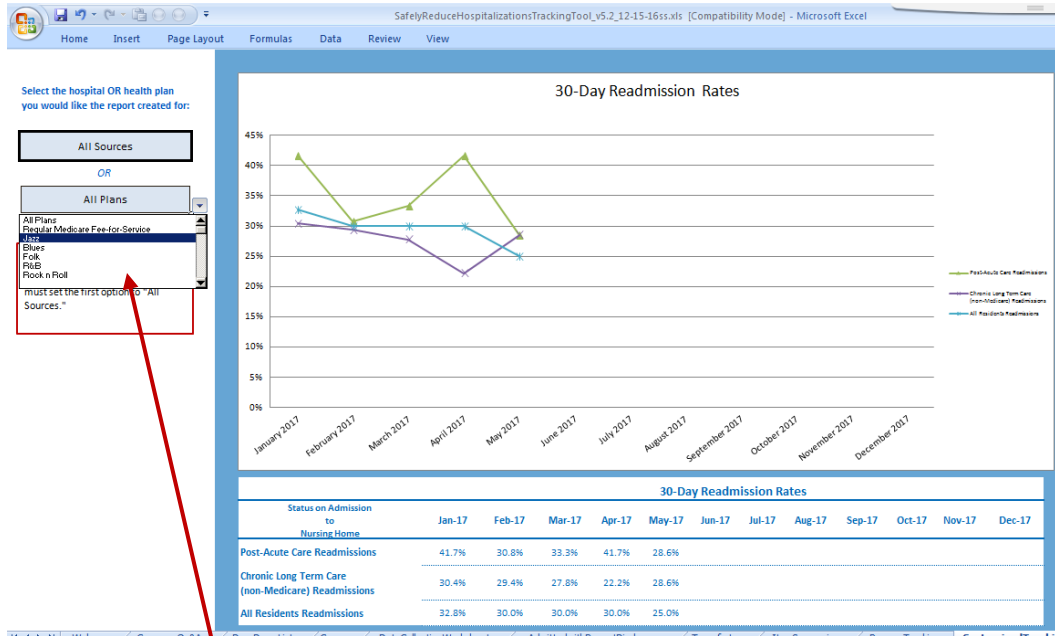 SafelyReduceHospitalizationsTrackingTool_v5.2_12-15-16ss.xls [Compatibility Mode] - Microsoft Excel
Home Insert Page Layout Formulas Data Review View
Select the hospital OR health plan
you would like the report created for:
All Sources
OR
All Plans
All Plans
Regular Medicare Fee-for-Service
Jazz
Blues
Folk
R&B
Rock n Roll
must set the first option to "All
Sources."
30-Day Readmission Rates
45%
40%
35%
30%
25%
20%
15%
10%
5%
0%
January 2017 February 2017 March 2017 April 2017 May 2017 June 2017 July 2017 August 2017 September 2017 October 2017 November 2017 December 2017
Post-Acute Care Readmissions
Chronic Long Term Care
(non-Medicare) Readmissions
All Residents Readmissions
30-Day Readmission Rates
Status on Admission
to
Nursing Home
Jan-17 Feb-17 Mar-17 Apr-17 May-17 Jun-17 Jul-17 Aug-17 Sep-17 Oct-17 Nov-17 Dec-17
Post-Acute Care Readmissions 41.7% 30.8% 33.3% 41.7% 28.6%
Chronic Long Term Care
(non-Medicare) Readmissions 30.4% 29.4% 27.8% 22.2% 28.6%
All Residents Readmissions 32.8% 30.0% 30.0% 30.0% 25.0%